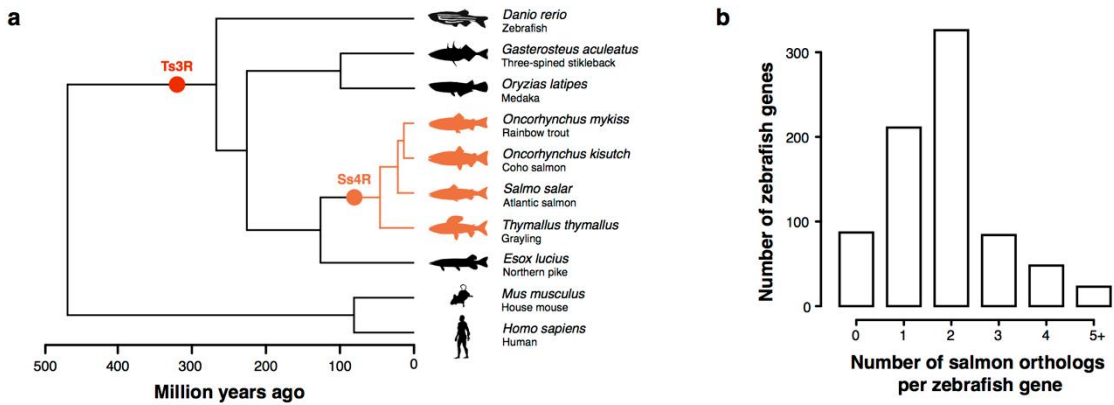 a
Danio rerio
Zebrafish
Gasterosteus aculeatus
Three-spined stikleback
Ts3R
Oryzias latipes
Medaka
Oncorhynchus mykiss
Rainbow trout
Oncorhynchus kisutch
Coho salmon
Ss4R
Salmo salar
Atlantic salmon
Thymallus thymallus
Grayling
Esox lucius
Northern pike
Mus musculus
House mouse
Homo sapiens
Human
500 400 300 200 100 0
Million years ago
b
Number of zebrafish genes
300
200
100
0
0 1 2 3 4 5+
Number of salmon orthologs
per zebrafish gene